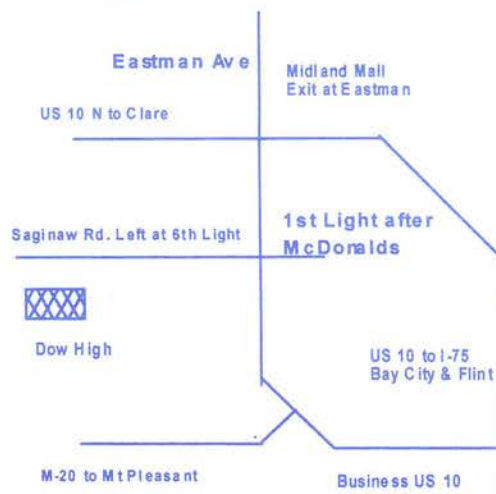 Eastman Ave
Midland Mall
Exit at Eastman
US 10 N to Clare
1st Light after
McDonalds
Saginaw Rd. Left at 6th Light
Dow High
US 10 to I-75
Bay City & Flint
M-20 to Mt Pleasant
Business US 10